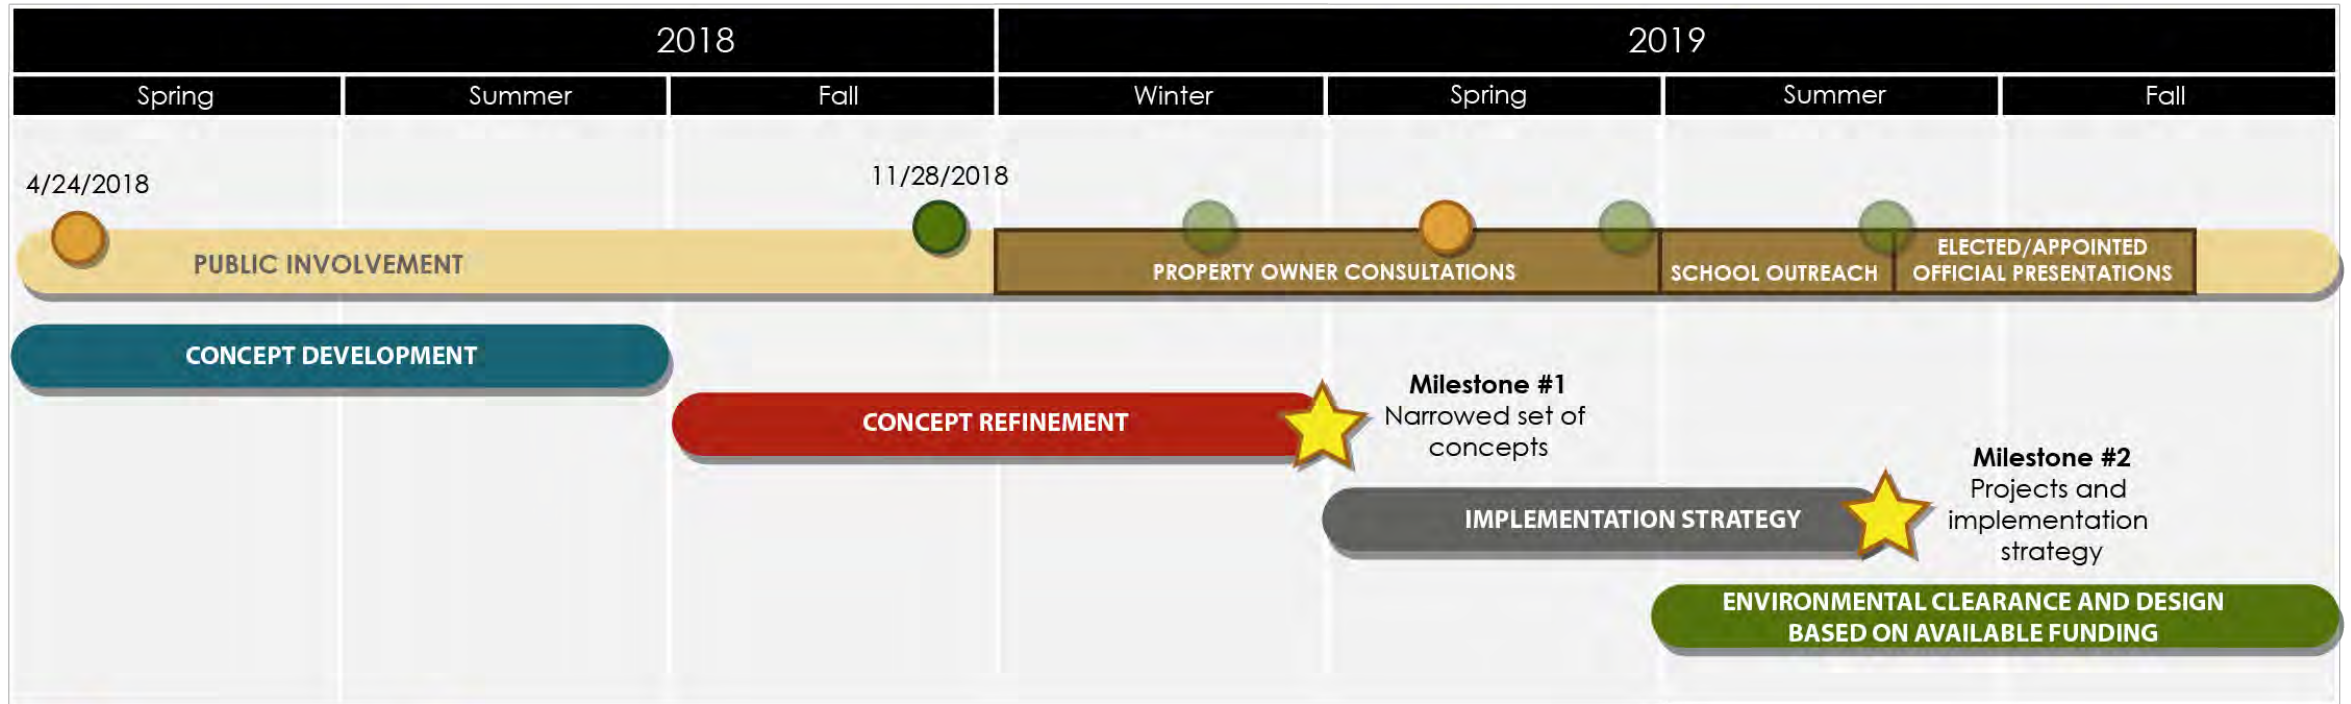 2018
2019
Spring
Summer
Fall
Winter
Spring
Summer
Fall
4/24/2018
11/28/2018
PUBLIC INVOLVEMENT
PROPERTY OWNER CONSULTATIONS
SCHOOL OUTREACH
ELECTED/APPOINTED
OFFICIAL PRESENTATIONS
CONCEPT DEVELOPMENT
CONCEPT REFINEMENT
Milestone #1
Narrowed set of
concepts
IMPLEMENTATION STRATEGY
Milestone #2
Projects and
implementation
strategy
ENVIRONMENTAL CLEARANCE AND DESIGN
BASED ON AVAILABLE FUNDING